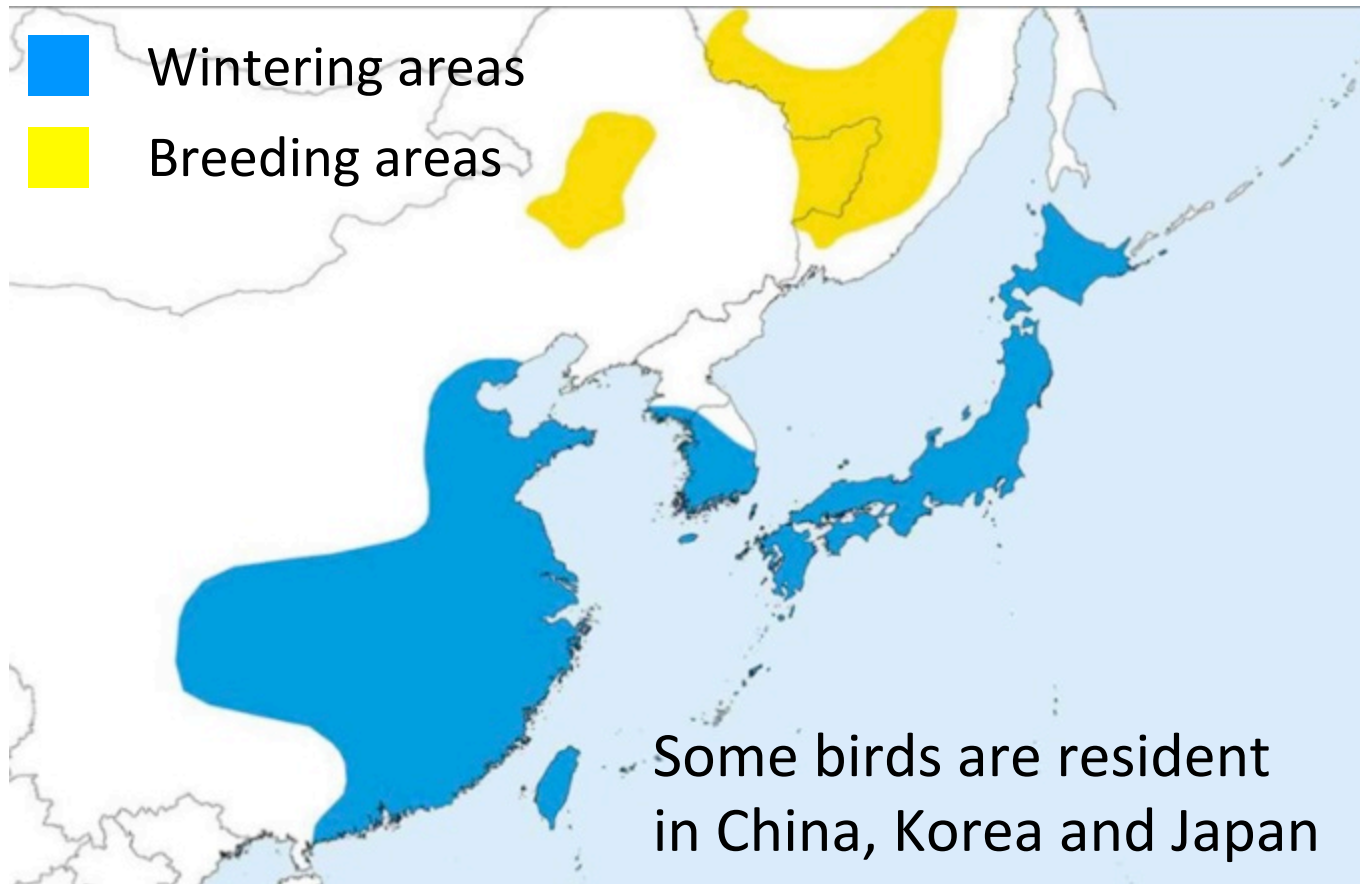 Wintering areas
Breeding areas
Some birds are resident
in China, Korea and Japan